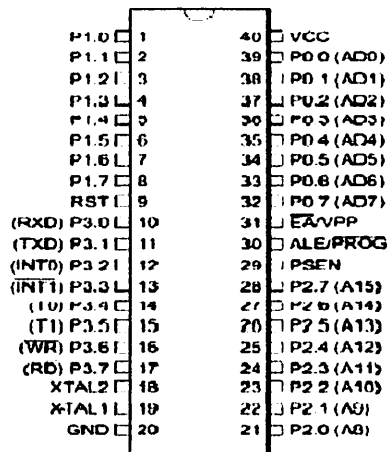 P1.0 1 40 VCC
P1.1 2 39 P0.0 (AD0)
P1.2 3 38 P0.1 (AD1)
P1.3 4 37 P0.2 (AD2)
P1.4 5 36 P0.3 (AD3)
P1.5 6 35 P0.4 (AD4)
P1.6 7 34 P0.5 (AD5)
P1.7 8 33 P0.6 (AD6)
RST 9 32 P0.7 (AD7)
(RXD) P3.0 10 31 EA/VPP
(TXD) P3.1 11 30 ALE/PROG
(INT0) P3.2 12 29 PSEN
(INT1) P3.3 13 28 P2.7 (A15)
(T0) P3.4 14 27 P2.6 (A14)
(T1) P3.5 15 26 P2.5 (A13)
(WR) P3.6 16 25 P2.4 (A12)
(RD) P3.7 17 24 P2.3 (A11)
XTAL2 18 23 P2.2 (A10)
XTAL1 19 22 P2.1 (A9)
GND 20 21 P2.0 (A8)